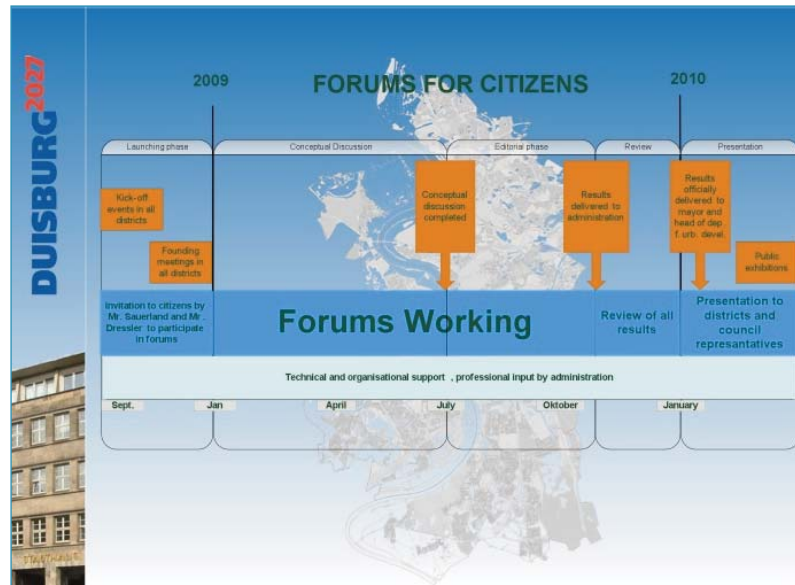 DUISBURG2027
2009
FORUMS FOR CITIZENS
2010
Launching phase
Conceptual Discussion
Editorial phase
Review
Presentation
Kick-off
events in all
districts
Founding
meetings in
all districts
Conceptual
discussion
completed
Results
delivered to
administration
Results
officially
delivered to
mayor and
head of dep.
f. urb. devel.
Public
exhibitions
Invitation to citizens by
Mr. Sauerland and Mr.
Dressler to participate
in forums
Forums Working
Review of all
results
Presentation to
districts and
council
represantatives
Technical and organisational support , professional input by administration
Sept.
Jan
April
July
Oktober
January
STADTHAUS